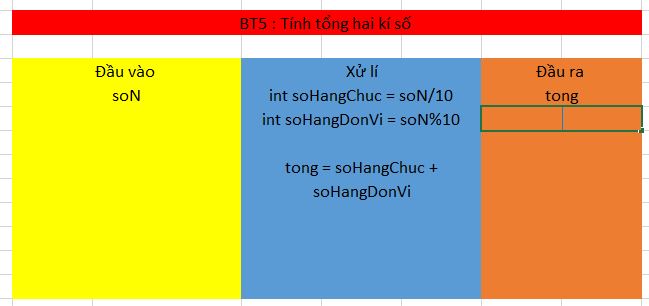 BT5 : Tính tổng hai kí số
Đầu vào
soN
Xử lí
int soHangChuc = soN/10
int soHangDonVi = soN%10
tong = soHangChuc +
soHangDonVi
Đầu ra
tong